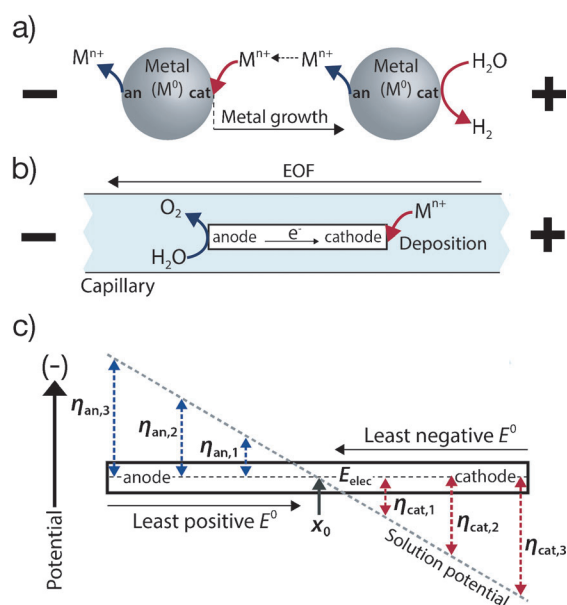 a)
Mⁿ⁺ Metal (M⁰) an cat Mⁿ⁺ Mⁿ⁺ Metal (M⁰) an cat H₂O
− +
Metal growth H₂
b)
EOF
O₂ Mⁿ⁺
− anode e⁻ cathode +
H₂O Deposition
Capillary
c)
(-)
ηan,3
ηan,2
ηan,1 Least negative E⁰
anode Eelec cathode
Least positive E⁰ x₀ ηcat,1
ηcat,2
ηcat,3
Potential
Solution potential